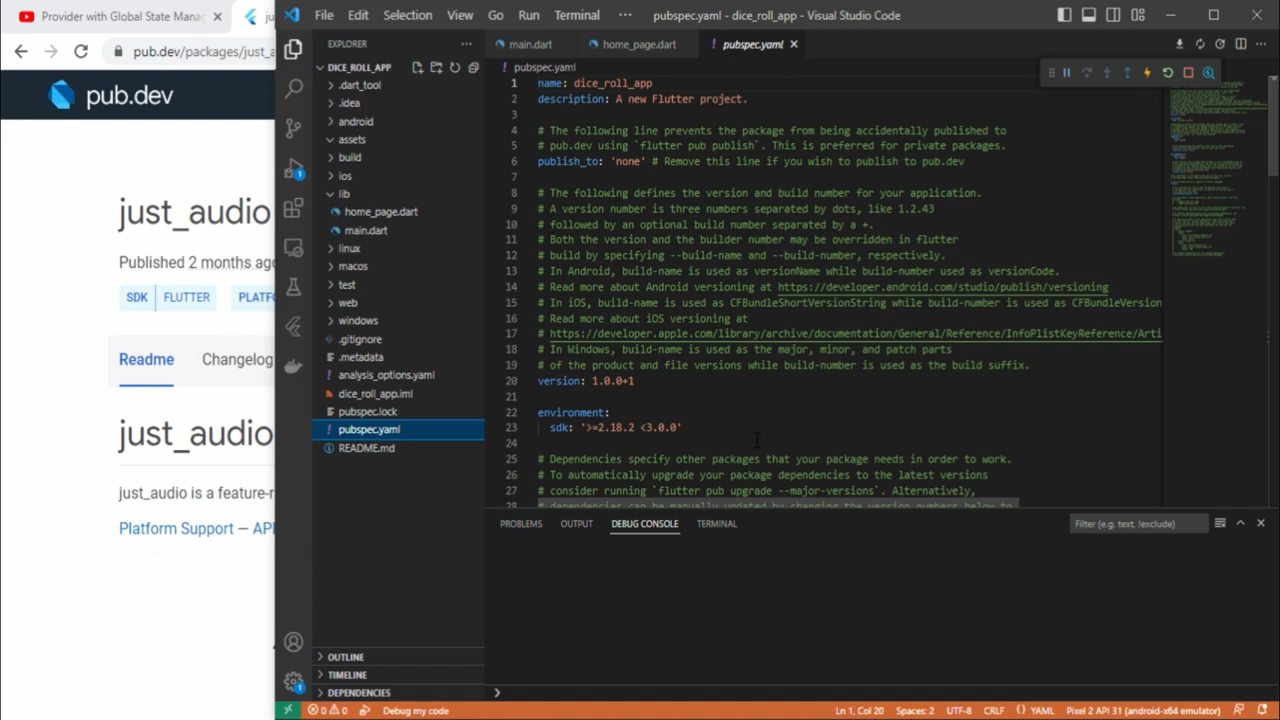 Provider with Global State Mana
pub.dev/packages/just_a
pub.dev
just_audio
Published 2 months ago
SDK FLUTTER PLATF
Readme Changelog
just_audio
just_audio is a feature-r
Platform Support — API
File Edit Selection View Go Run Terminal ··· pubspec.yaml - dice_roll_app - Visual Studio Code
EXPLORER
DICE_ROLL_APP
.dart_tool
.idea
android
assets
build
ios
lib
home_page.dart
main.dart
linux
macos
test
web
windows
.gitignore
.metadata
analysis_options.yaml
dice_roll_app.iml
pubspec.lock
pubspec.yaml
README.md
OUTLINE
TIMELINE
DEPENDENCIES
main.dart home_page.dart pubspec.yaml
pubspec.yaml
1 name: dice_roll_app
2 description: A new Flutter project.
3
4 # The following line prevents the package from being accidentally published to
5 # pub.dev using `flutter pub publish`. This is preferred for private packages.
6 publish_to: 'none' # Remove this line if you wish to publish to pub.dev
7
8 # The following defines the version and build number for your application.
9 # A version number is three numbers separated by dots, like 1.2.43
10 # followed by an optional build number separated by a +.
11 # Both the version and the builder number may be overridden in flutter
12 # build by specifying --build-name and --build-number, respectively.
13 # In Android, build-name is used as versionName while build-number used as versionCode.
14 # Read more about Android versioning at https://developer.android.com/studio/publish/versioning
15 # In iOS, build-name is used as CFBundleShortVersionString while build-number is used as CFBundleVersion
16 # Read more about iOS versioning at
17 # https://developer.apple.com/library/archive/documentation/General/Reference/InfoPlistKeyReference/Arti
18 # In Windows, build-name is used as the major, minor, and patch parts
19 # of the product and file versions while build-number is used as the build suffix.
20 version: 1.0.0+1
21
22 environment:
23 sdk: '>=2.18.2 <3.0.0'
24
25 # Dependencies specify other packages that your package needs in order to work.
26 # To automatically upgrade your package dependencies to the latest versions
27 # consider running `flutter pub upgrade --major-versions`. Alternatively,
28 # dependencies can be manually updated by changing the version numbers below to
PROBLEMS OUTPUT DEBUG CONSOLE TERMINAL
Filter (e.g. text, !exclude)
0 0 Debug my code
Ln 1, Col 20 Spaces: 2 UTF-8 CRLF {} YAML Pixel 2 API 31 (android-x64 emulator)